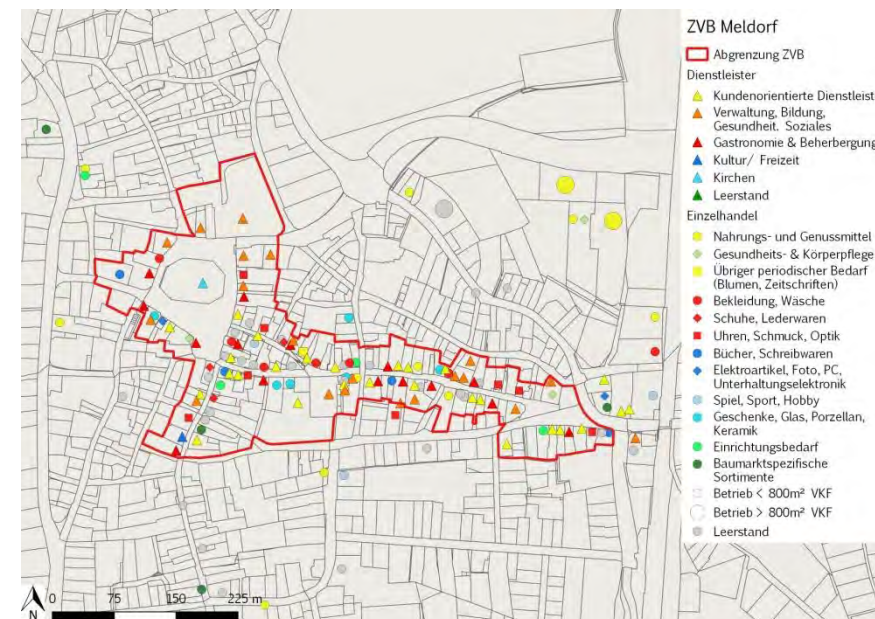 ZVB Meldorf
Abgrenzung ZVB
Dienstleister
Kundenorientierte Dienstleist
Verwaltung, Bildung,
Gesundheit. Soziales
Gastronomie & Beherbergung
Kultur/ Freizeit
Kirchen
Leerstand
Einzelhandel
Nahrungs- und Genussmittel
Gesundheits- & Körperpflege
Übriger periodischer Bedarf
(Blumen, Zeitschriften)
Bekleidung, Wäsche
Schuhe, Lederwaren
Uhren, Schmuck, Optik
Bücher, Schreibwaren
Elektroartikel, Foto, PC,
Unterhaltungselektronik
Spiel, Sport, Hobby
Geschenke, Glas, Porzellan,
Keramik
Einrichtungsbedarf
Baumarktspezifische
Sortimente
Betrieb < 800m² VKF
Betrieb > 800m² VKF
Leerstand
N
0 75 150 225 m